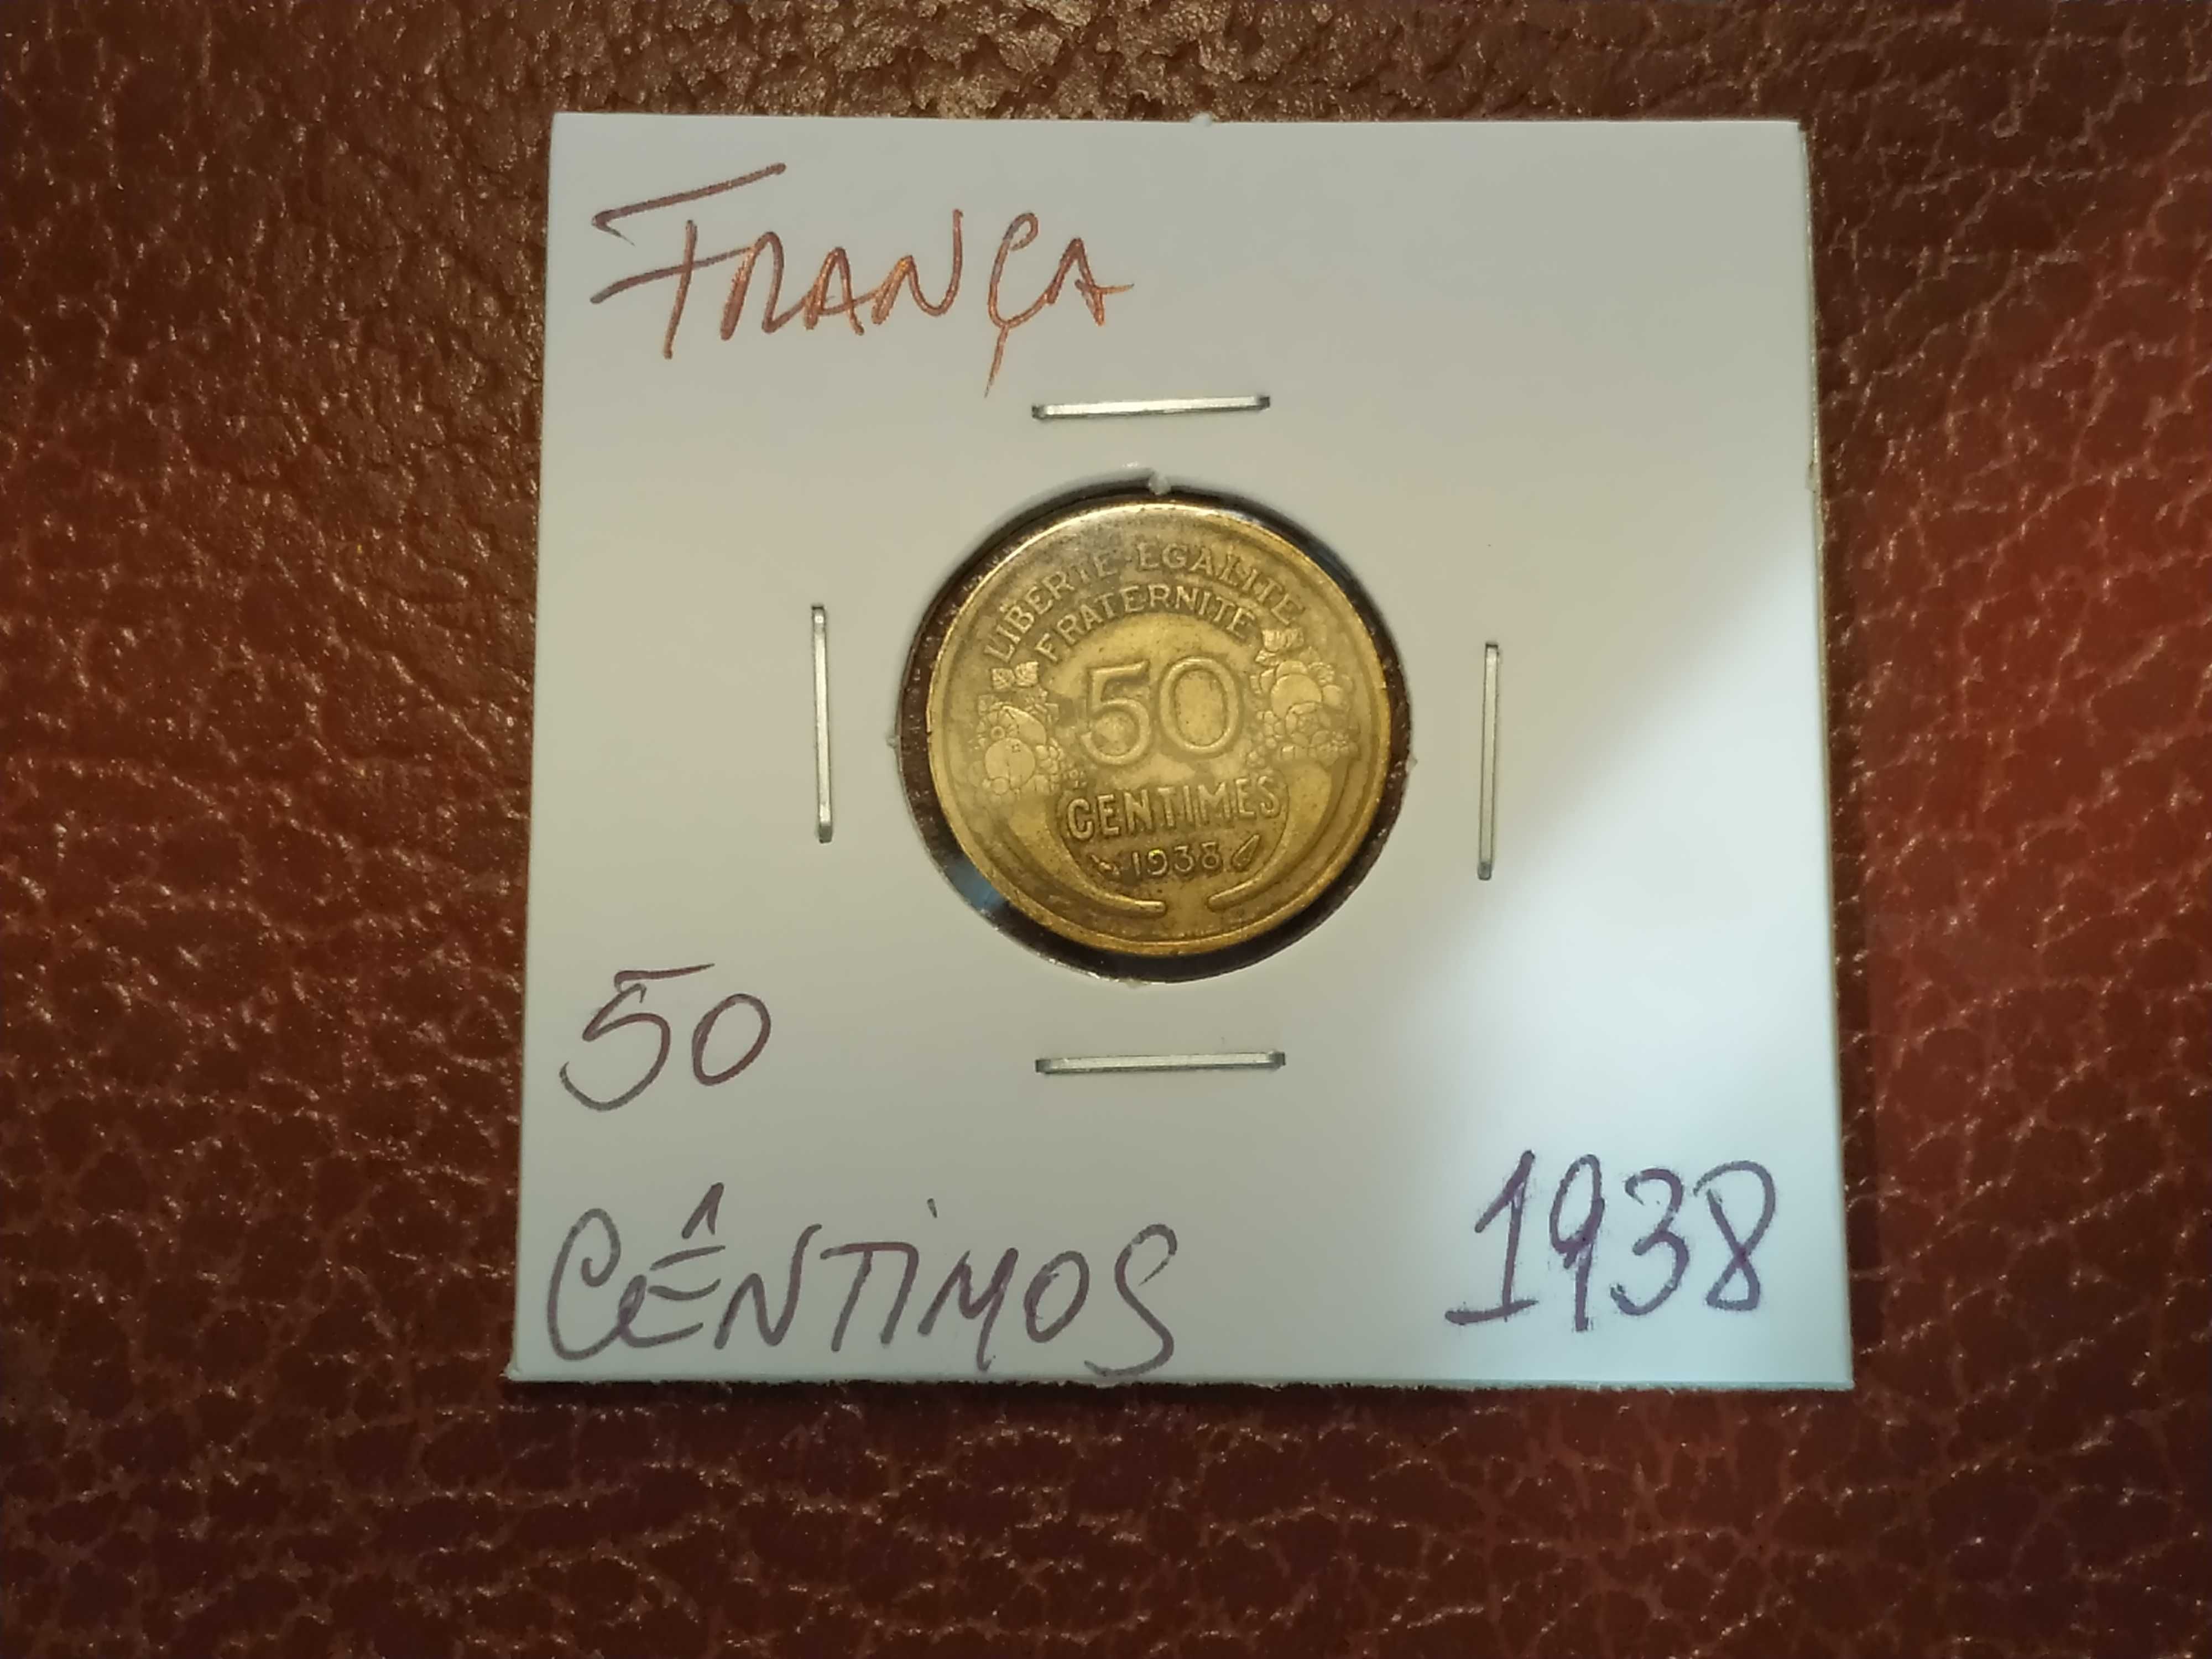 FRANÇA
LIBERTE-EGALITE
FRATERNITE
50
CENTIMES
1938
50
CÊNTIMOS
1938